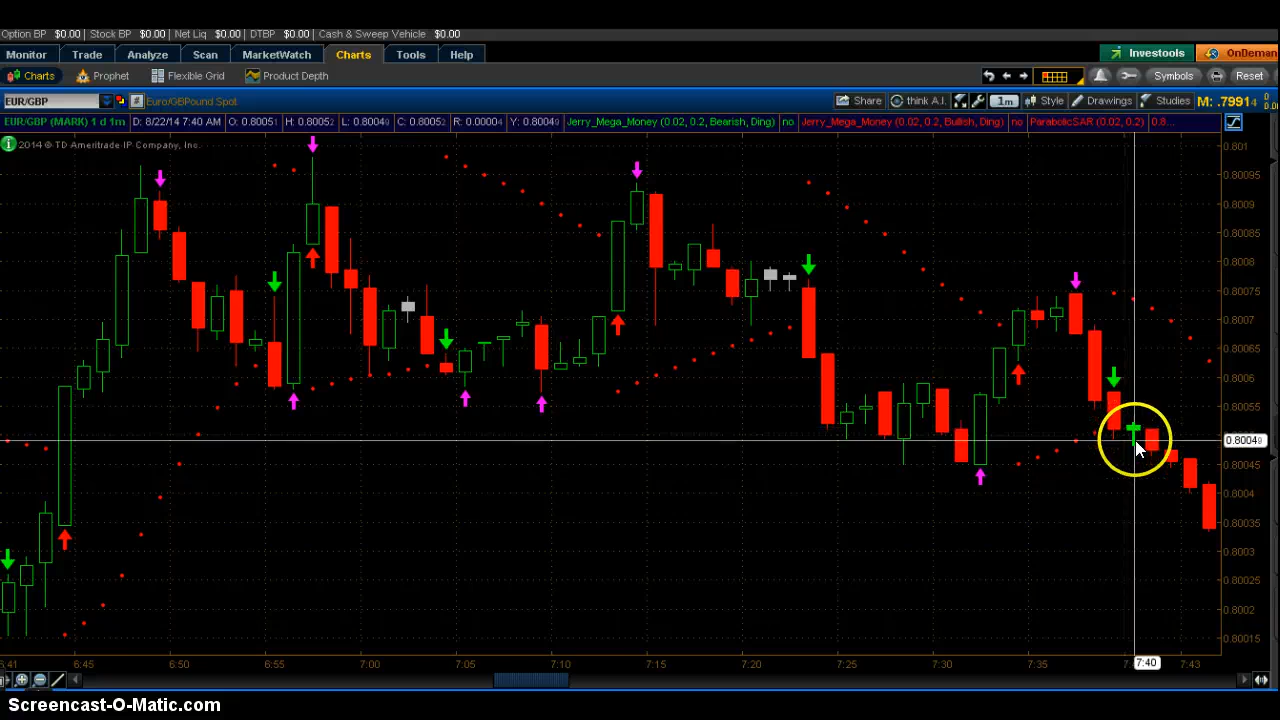 Option BP $0.00 | Stock BP $0.00 | Net Liq $0.00 | DTBP $0.00 | Cash & Sweep Vehicle $0.00
Monitor Trade Analyze Scan MarketWatch Charts Tools Help Investools OnDeman
Charts Prophet Flexible Grid Product Depth Symbols Reset
EUR/GBP # Euro/GBPound Spot Share think A.I. 1m Style Drawings Studies M: .79914
EUR/GBP (MARK) 1 d 1m D: 8/22/14 7:40 AM O: 0.80051 H: 0.80052 L: 0.80049 C: 0.80052 R: 0.00004 Y: 0.80049 Jerry_Mega_Money (0.02, 0.2, Bearish, Ding) no Jerry_Mega_Money (0.02, 0.2, Bullish, Ding) no ParabolicSAR (0.02, 0.2) 0.8...
2014 © TD Ameritrade IP Company, Inc.
0.801
0.80095
0.8009
0.80085
0.8008
0.80075
0.8007
0.80065
0.8006
0.80055
0.80049
0.80045
0.8004
0.80035
0.8003
0.80025
0.8002
0.80015
6:45 6:50 6:55 7:00 7:05 7:10 7:15 7:20 7:25 7:30 7:35 7:40 7:43
Screencast-O-Matic.com